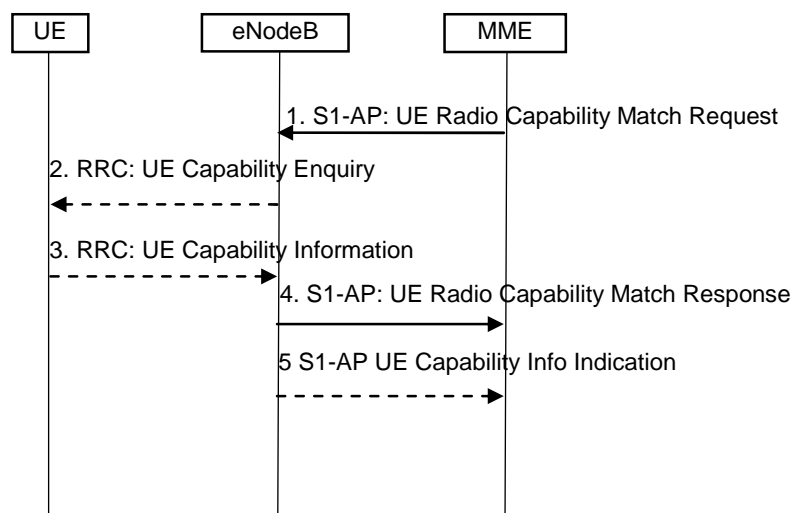 UE
eNodeB
MME
1. S1-AP: UE Radio Capability Match Request
2. RRC: UE Capability Enquiry
3. RRC: UE Capability Information
4. S1-AP: UE Radio Capability Match Response
5 S1-AP UE Capability Info Indication